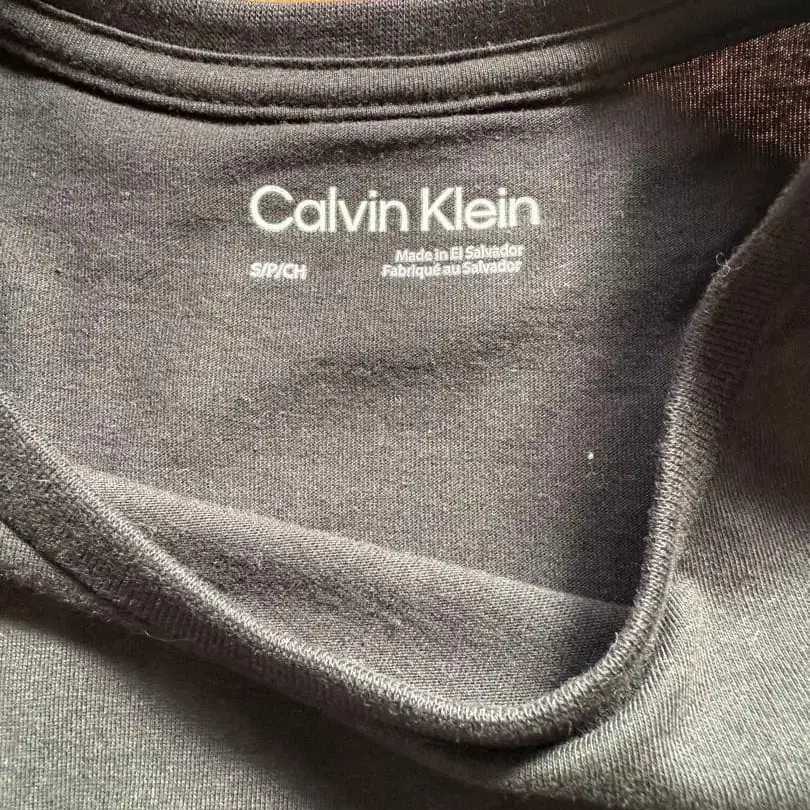 Calvin Klein
S/P/CH
Made in El Salvador
Fabriqué au Salvador